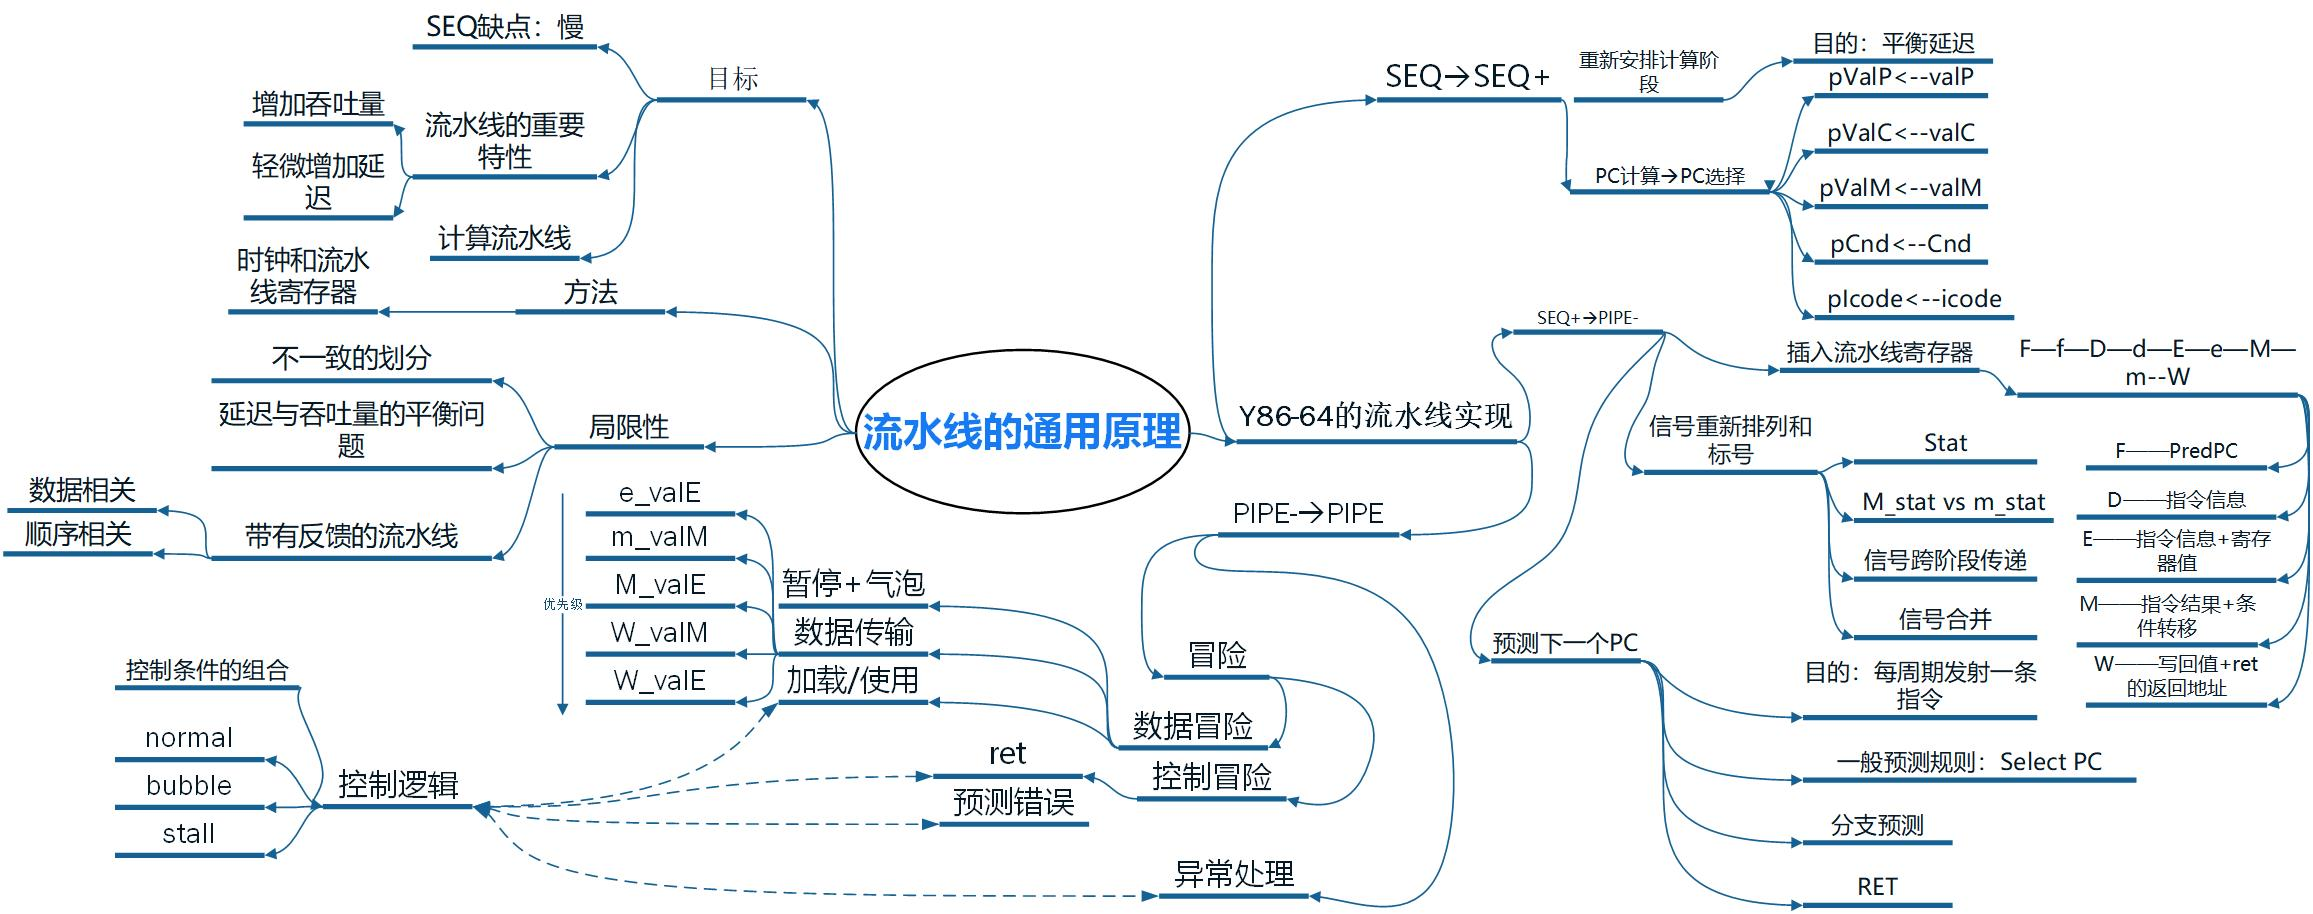 SEQ缺点：慢
目标
增加吞吐量
流水线的重要
特性
轻微增加延
迟
计算流水线
时钟和流水
线寄存器
方法
不一致的划分
延迟与吞吐量的平衡问
题
局限性
数据相关
顺序相关
带有反馈的流水线
流水线的通用原理
SEQ→SEQ+
重新安排计算阶
段
目的：平衡延迟
pValP<--valP
pValC<--valC
PC计算→PC选择
pValM<--valM
pCnd<--Cnd
pIcode<--icode
Y86-64的流水线实现
SEQ+→PIPE-
插入流水线寄存器
F—f—D—d—E—e—M—
m--W
F——PredPC
D——指令信息
E——指令信息+寄存
器值
M——指令结果+条
件转移
W——写回值+ret
的返回地址
信号重新排列和
标号
Stat
M_stat vs m_stat
信号跨阶段传递
信号合并
预测下一个PC
目的：每周期发射一条
指令
一般预测规则：Select PC
分支预测
RET
PIPE-→PIPE
冒险
数据冒险
控制冒险
暂停+气泡
数据传输
加载/使用
e_valE
m_valM
M_valE
W_valM
W_valE
优先级
ret
预测错误
异常处理
控制逻辑
控制条件的组合
normal
bubble
stall